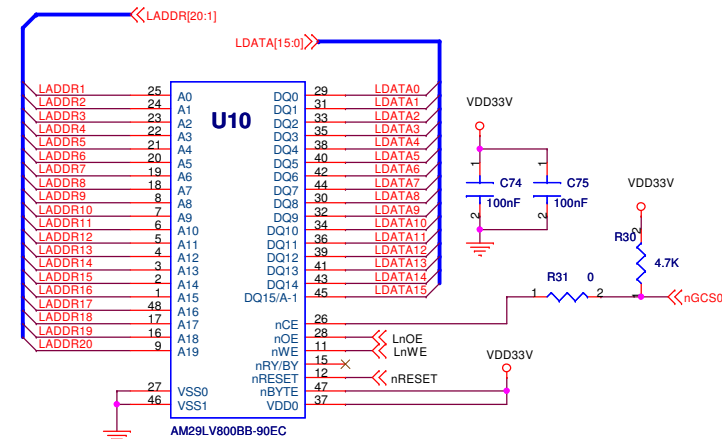 LADDR[20:1]
LDATA[15:0]
U10
LADDR1 25 A0 DQ0 29 LDATA0
LADDR2 24 A1 DQ1 31 LDATA1
LADDR3 23 A2 DQ2 33 LDATA2
LADDR4 22 A3 DQ3 35 LDATA3
LADDR5 21 A4 DQ4 38 LDATA4
LADDR6 20 A5 DQ5 40 LDATA5
LADDR7 19 A6 DQ6 42 LDATA6
LADDR8 18 A7 DQ7 44 LDATA7
LADDR9 8 A8 DQ8 30 LDATA8
LADDR10 7 A9 DQ9 32 LDATA9
LADDR11 6 A10 DQ10 34 LDATA10
LADDR12 5 A11 DQ11 36 LDATA11
LADDR13 4 A12 DQ12 39 LDATA12
LADDR14 3 A13 DQ13 41 LDATA13
LADDR15 2 A14 DQ14 43 LDATA14
LADDR16 1 A15 DQ15/A-1 45 LDATA15
LADDR17 48 A16
LADDR18 17 A17 nCE 26
LADDR19 16 A18 nOE 28 LnOE
LADDR20 9 A19 nWE 11 LnWE
nRY/BY 15
nRESET 12 nRESET
27 VSS0 nBYTE 47
46 VSS1 VDD0 37
AM29LV800BB-90EC
VDD33V
1 1
C74 C75
100nF 100nF
2 2
VDD33V
2
R30
4.7K
R31 0
1 2
nGCS0
VDD33V